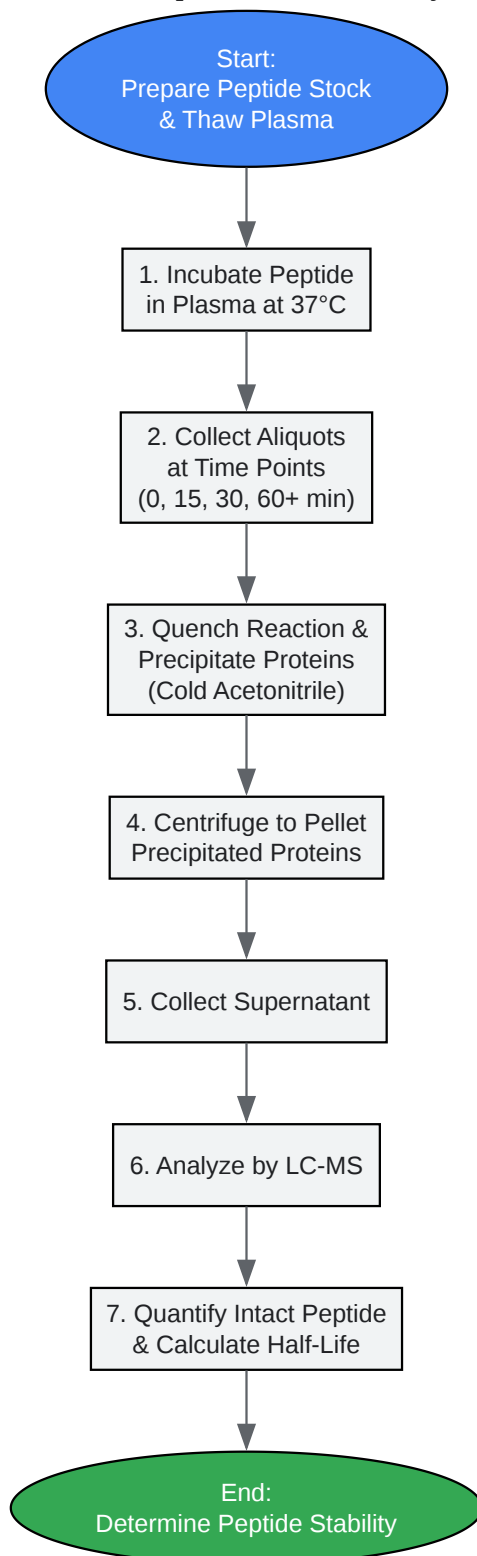 Start:
Prepare Peptide Stock
& Thaw Plasma
1. Incubate Peptide
in Plasma at 37°C
2. Collect Aliquots
at Time Points
(0, 15, 30, 60+ min)
3. Quench Reaction &
Precipitate Proteins
(Cold Acetonitrile)
4. Centrifuge to Pellet
Precipitated Proteins
5. Collect Supernatant
6. Analyze by LC-MS
7. Quantify Intact Peptide
& Calculate Half-Life
End:
Determine Peptide Stability